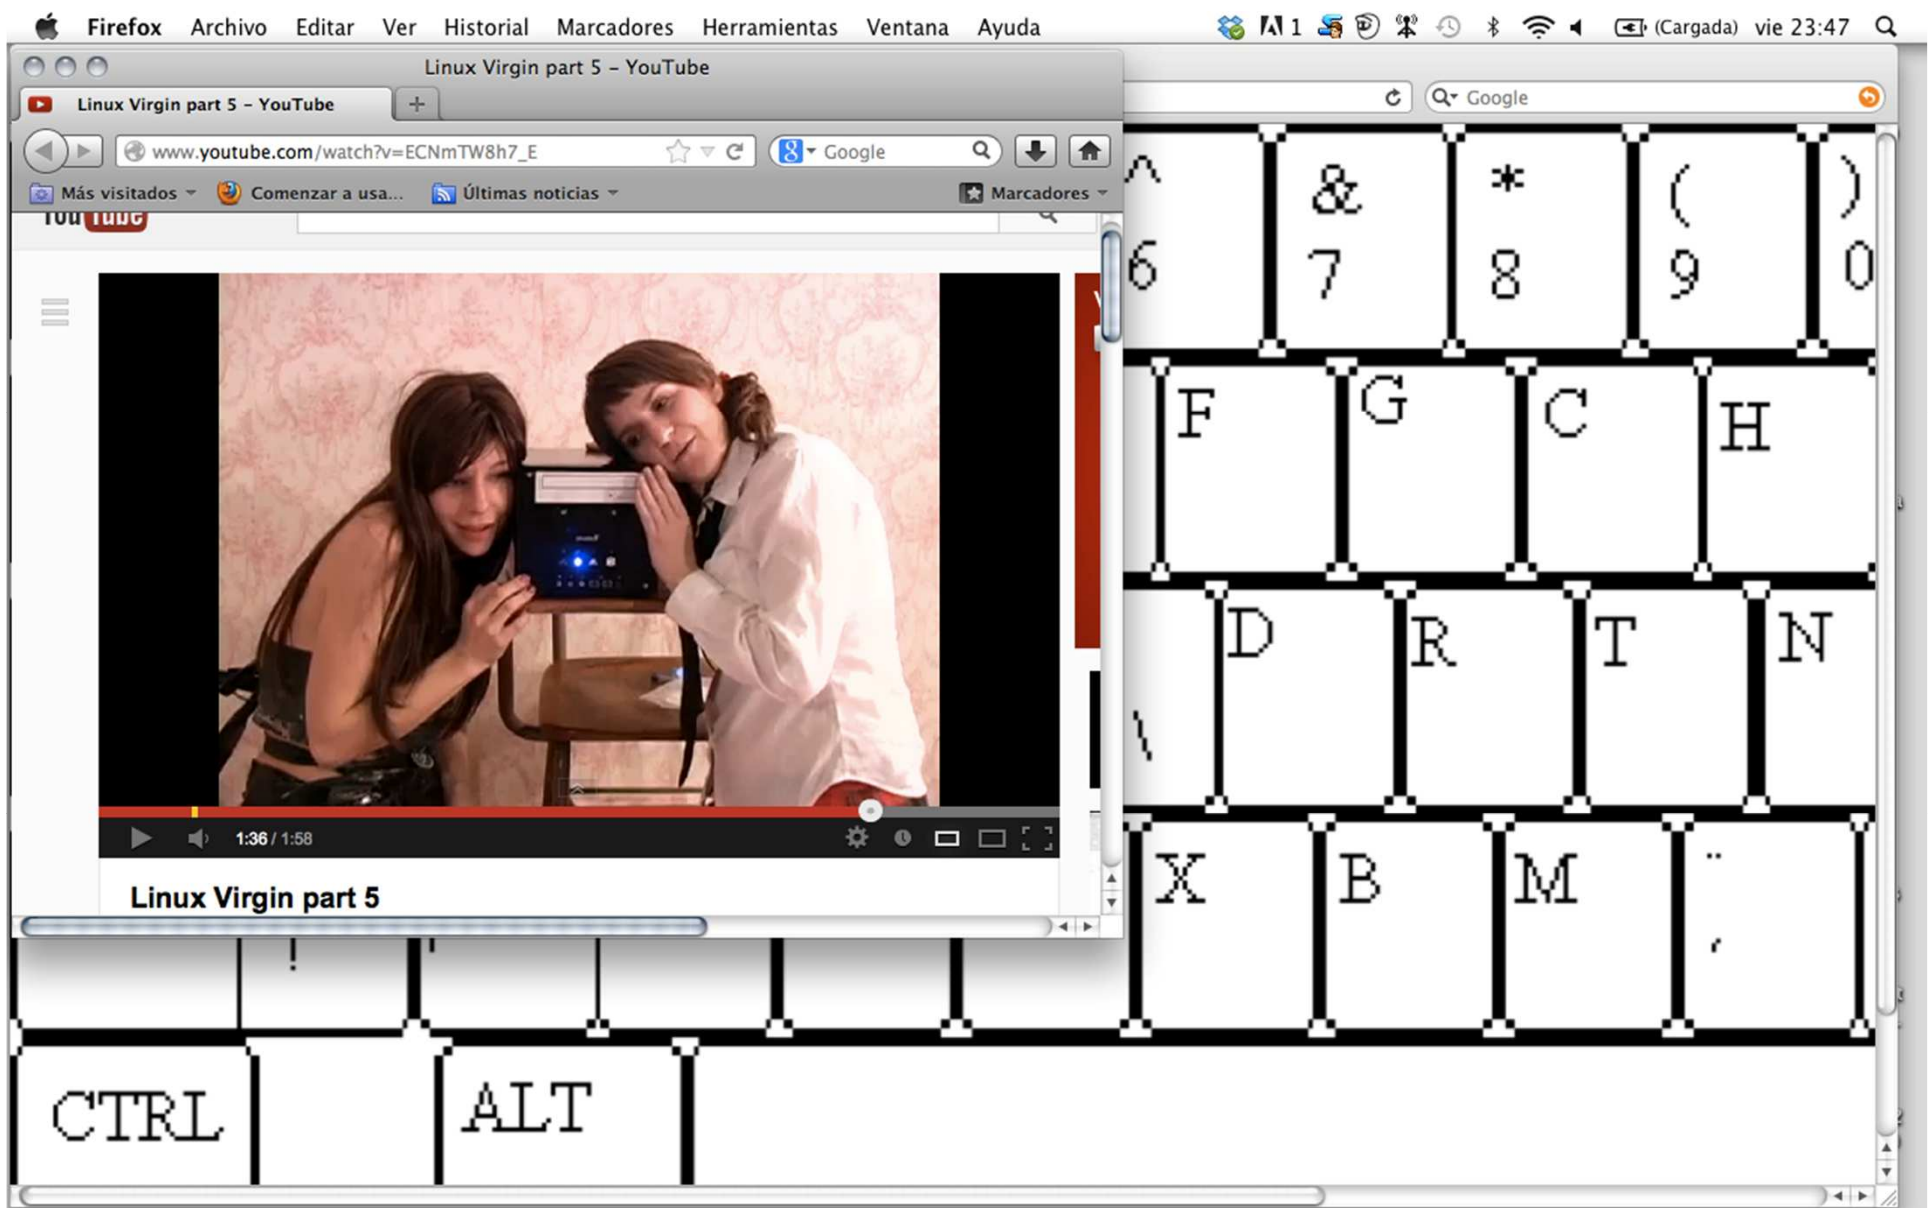 Firefox Archivo Editar Ver Historial Marcadores Herramientas Ventana Ayuda 1 (Cargada) vie 23:47
Linux Virgin part 5 – YouTube
Linux Virgin part 5 – YouTube
Google
www.youtube.com/watch?v=ECNmTW8h7_E Google
Más visitados Comenzar a usa... Últimas noticias Marcadores
YouTube
^ & * ( )
6 7 8 9 0
F G C H
D R T N
\
1:36 / 1:58
X B M
Linux Virgin part 5
CTRL ALT